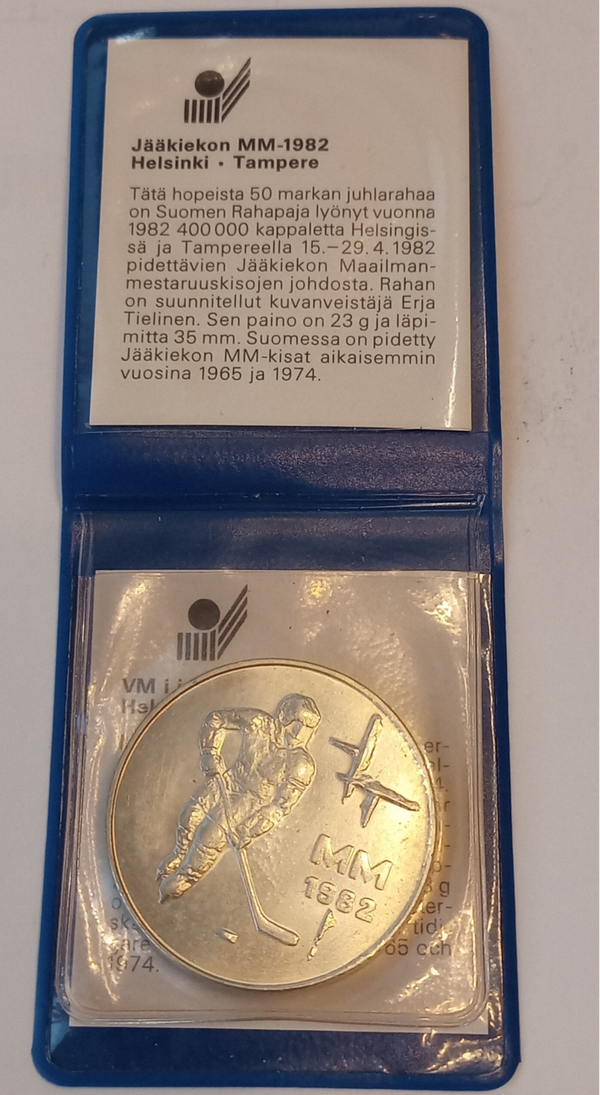 Jääkiekon MM-1982
Helsinki • Tampere
Tätä hopeista 50 markan juhlarahaa
on Suomen Rahapaja lyönyt vuonna
1982 400 000 kappaletta Helsingis-
sä ja Tampereella 15.–29.4.1982
pidettävien Jääkiekon Maailman-
mestaruuskisojen johdosta. Rahan
on suunnitellut kuvanveistäjä Erja
Tielinen. Sen paino on 23 g ja läpi-
mitta 35 mm. Suomessa on pidetty
Jääkiekon MM-kisat aikaisemmin
vuosina 1965 ja 1974.
VM i
MM
1982
g
65 och
1974.